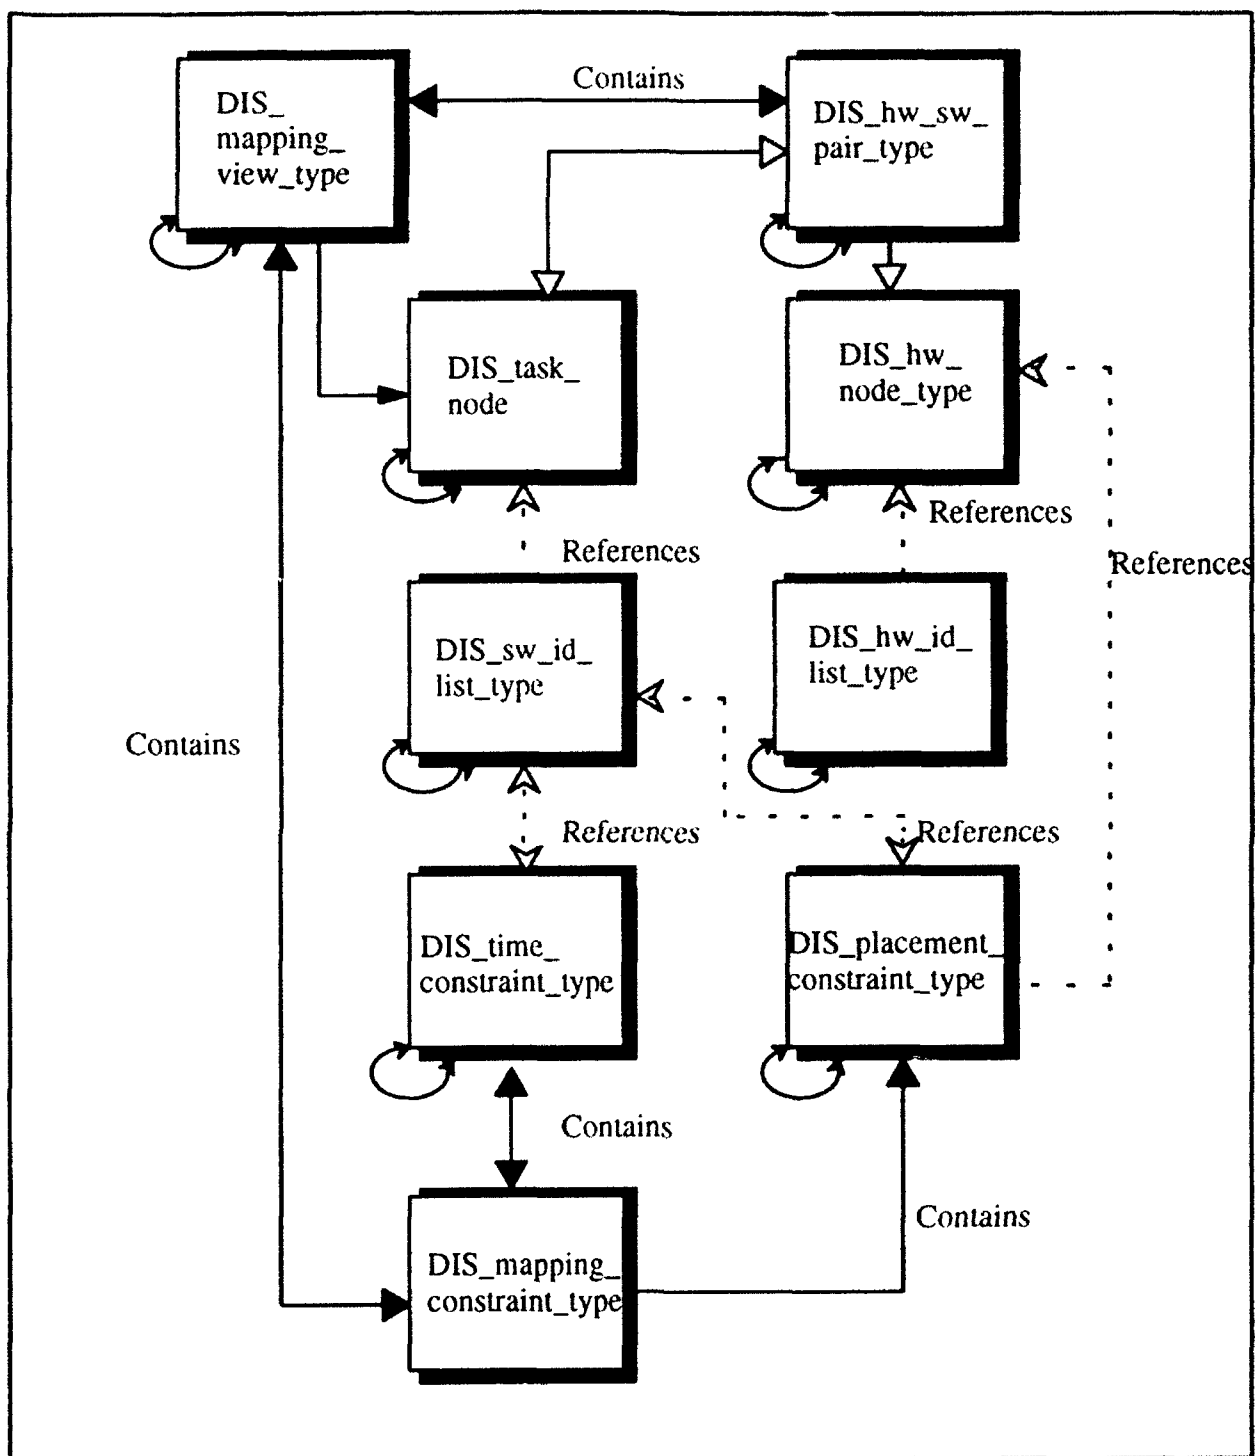 DIS_
mapping_
view_type
Contains
DIS_hw_sw_
pair_type
DIS_task_
node
DIS_hw_
node_type
References
References
References
DIS_sw_id_
list_type
DIS_hw_id_
list_type
Contains
References
References
DIS_time_
constraint_type
DIS_placement_
constraint_type
Contains
Contains
DIS_mapping_
constraint_type